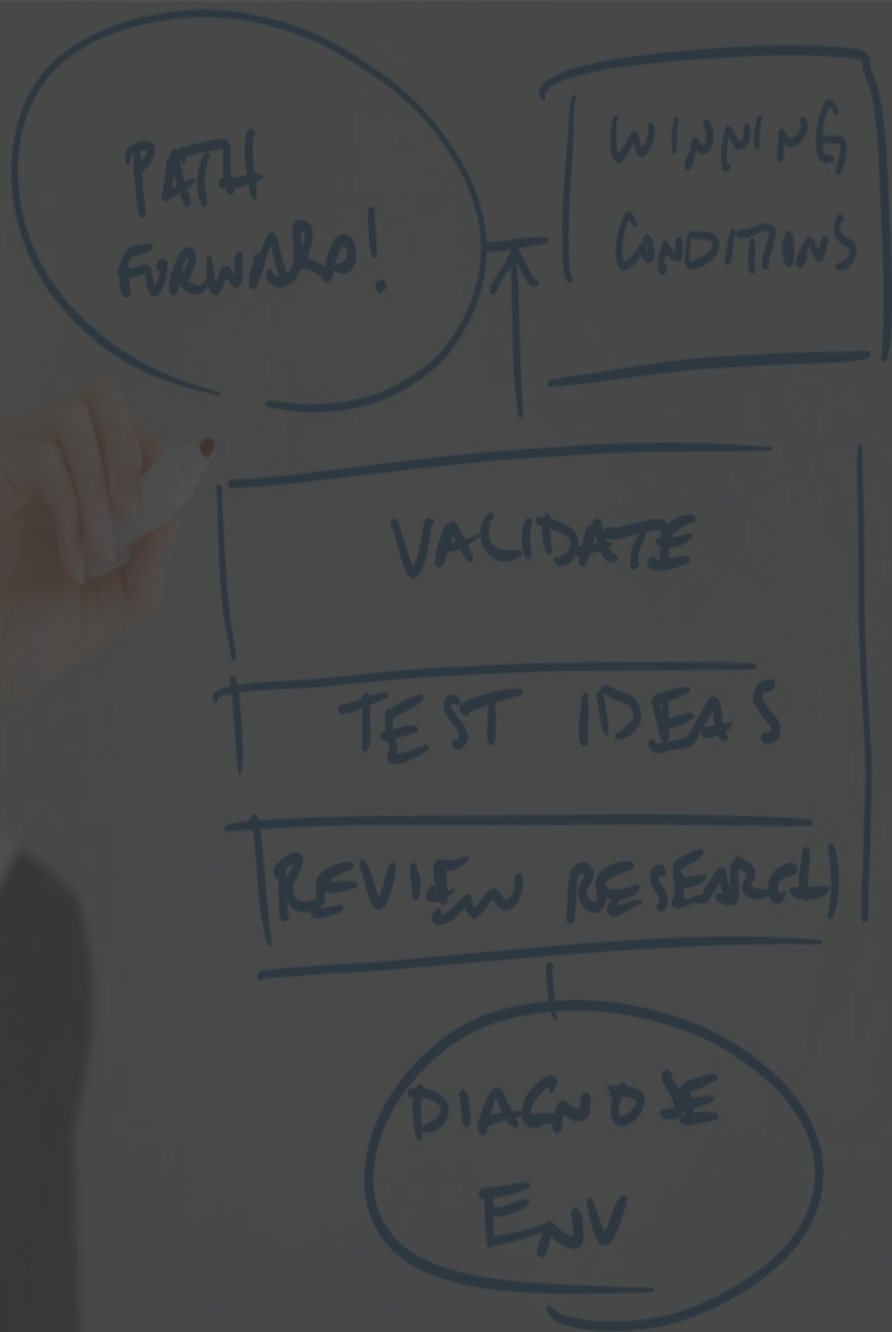 PATH
FORWARD!
WINNING
CONDITIONS
VALIDATE
TEST IDEAS
REVIEW RESEARCH
DIAGNOSE
ENV